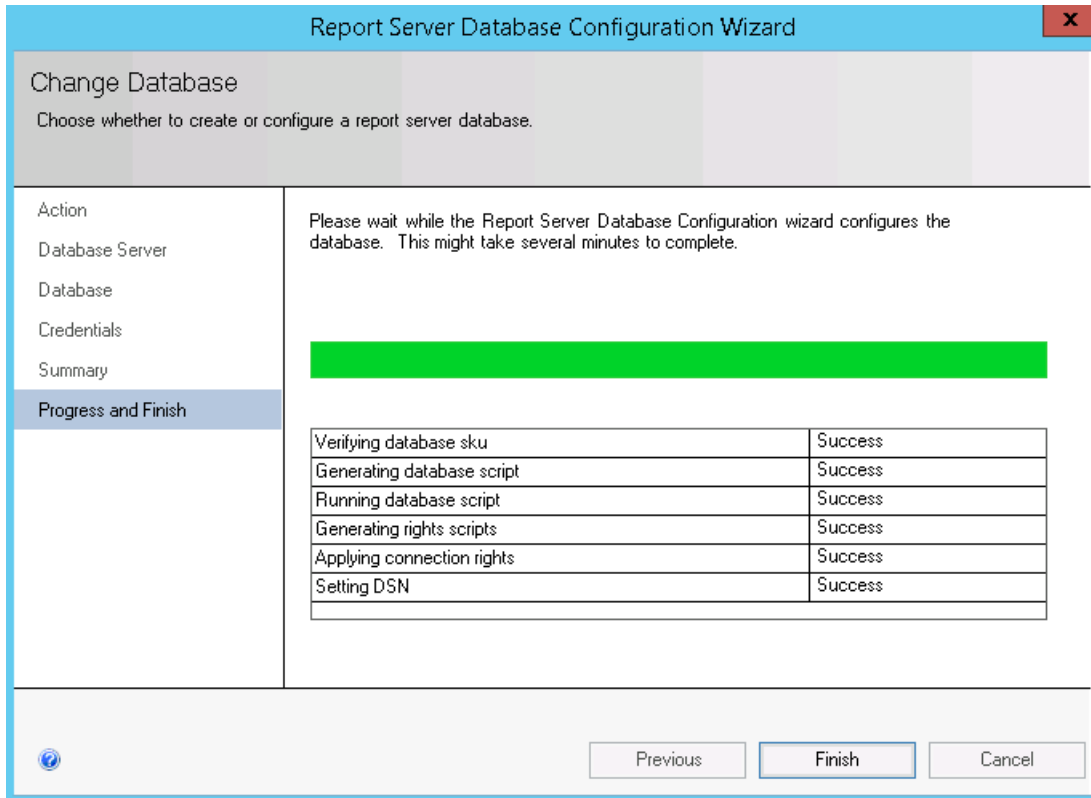 Report Server Database Configuration Wizard
x
Change Database
Choose whether to create or configure a report server database.
Action
Database Server
Database
Credentials
Summary
Progress and Finish
Please wait while the Report Server Database Configuration wizard configures the
database. This might take several minutes to complete.
Verifying database sku Success
Generating database script Success
Running database script Success
Generating rights scripts Success
Applying connection rights Success
Setting DSN Success
?
Previous Finish Cancel